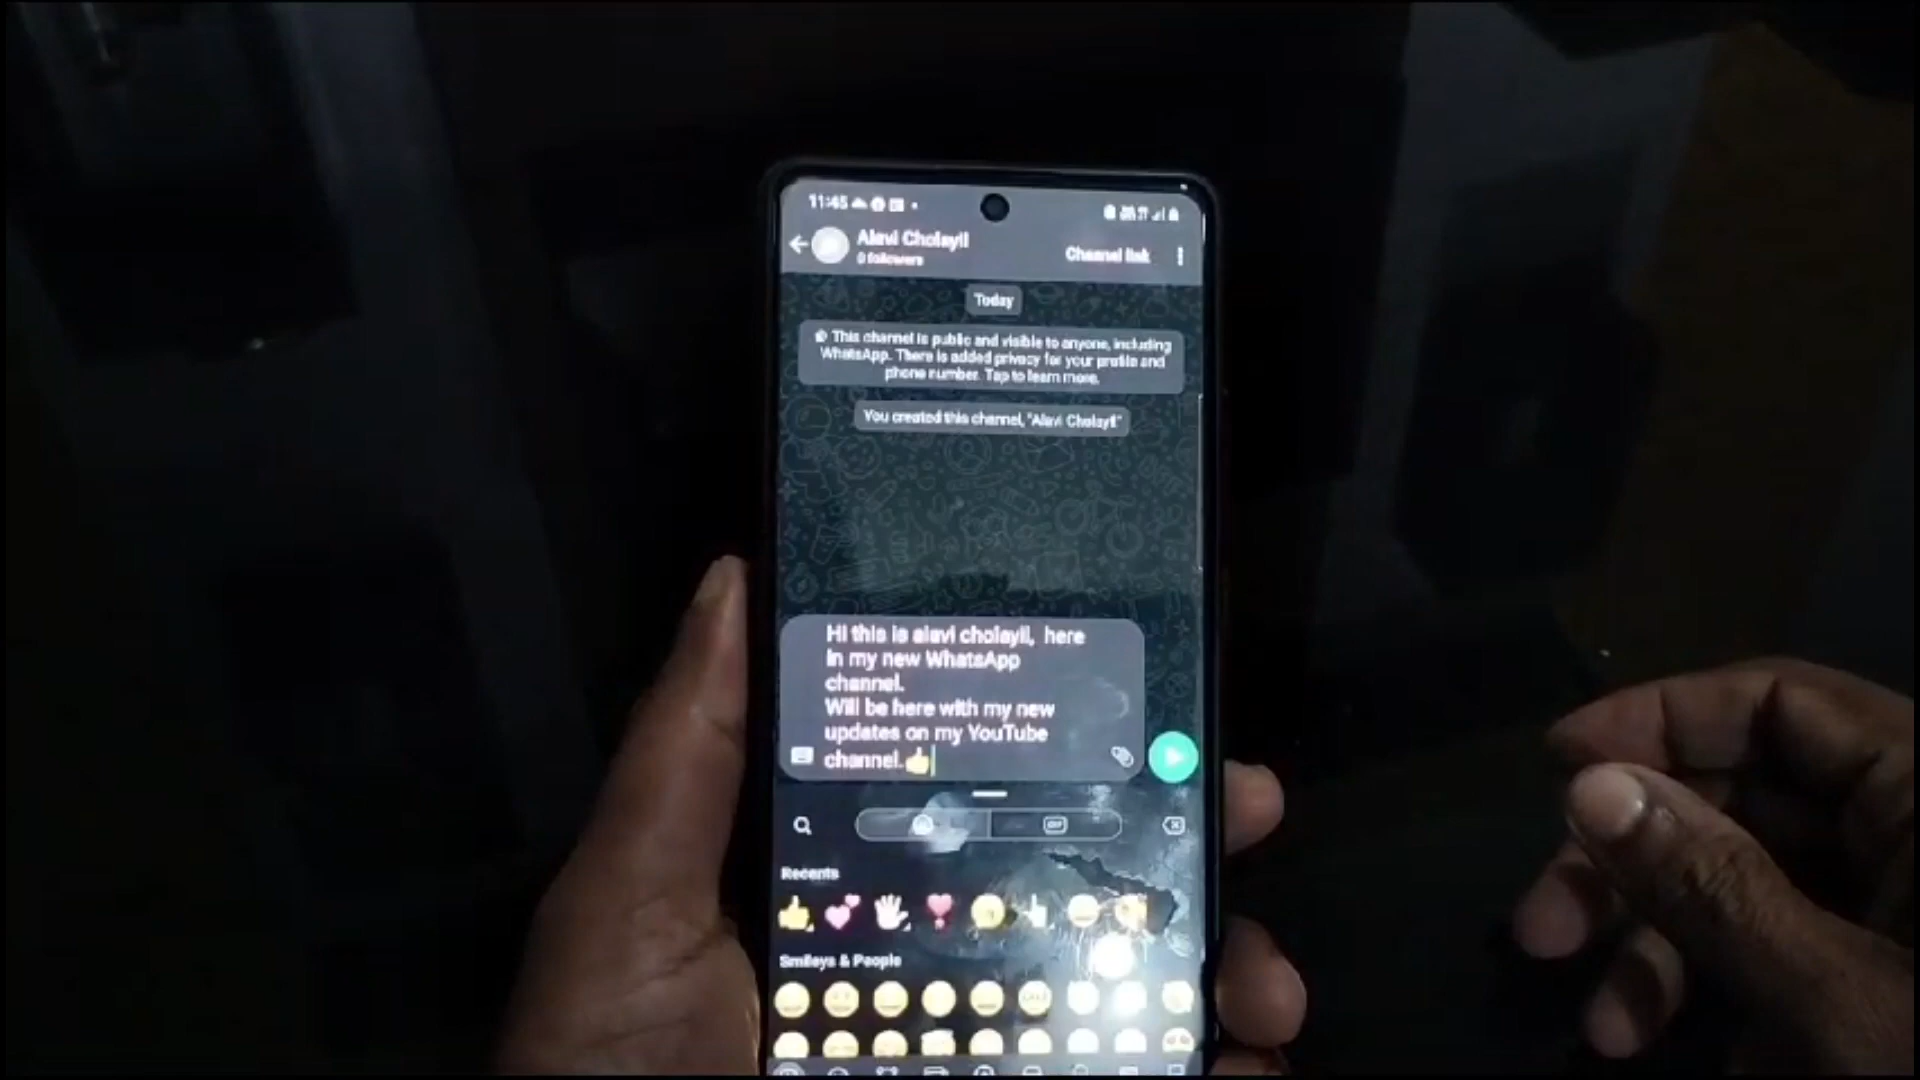 11:45
Alavi Cholayil
0 followers
Channel link
Today
This channel is public and visible to anyone, including
WhatsApp. There is added privacy for your profile and
phone number. Tap to learn more.
You created this channel, "Alavi Cholayil"
Hi this is alavi cholayil, here
in my new WhatsApp
channel.
Will be here with my new
updates on my YouTube
channel.👍
GIF
Recents
Smileys & People